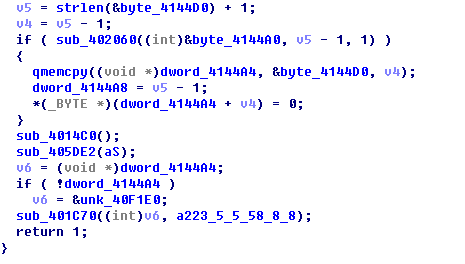 v5 = strlen(&byte_4144D0) + 1;
v4 = v5 - 1;
if ( sub_402060((int)&byte_4144A0, v5 - 1, 1) )
{
qmemcpy((void *)dword_4144A4, &byte_4144D0, v4);
dword_4144A8 = v5 - 1;
*(_BYTE *)(dword_4144A4 + v4) = 0;
}
sub_4014C0();
sub_405DE2(aS);
v6 = (void *)dword_4144A4;
if ( !dword_4144A4 )
v6 = &unk_40F1E0;
sub_401C70((int)v6, a223_5_5_58_8_8);
return 1;
}